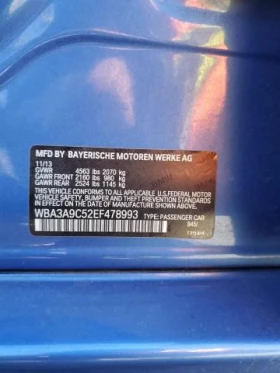 MFD BY BAYERISCHE MOTOREN WERKE AG
11/13
GVWR 4563 lbs 2070 kg
GAWR FRONT 2160 lbs 980 kg
GAWR REAR 2524 lbs 1145 kg
THIS VEHICLE CONFORMS TO ALL APPLICABLE U.S. FEDERAL MOTOR
VEHICLE SAFETY, BUMPER, AND THEFT PREVENTION STANDARDS
IN EFFECT ON THE DATE OF MANUFACTURE SHOWN ABOVE.
WBA3A9C52EF478993 TYPE: PASSENGER CAR
945